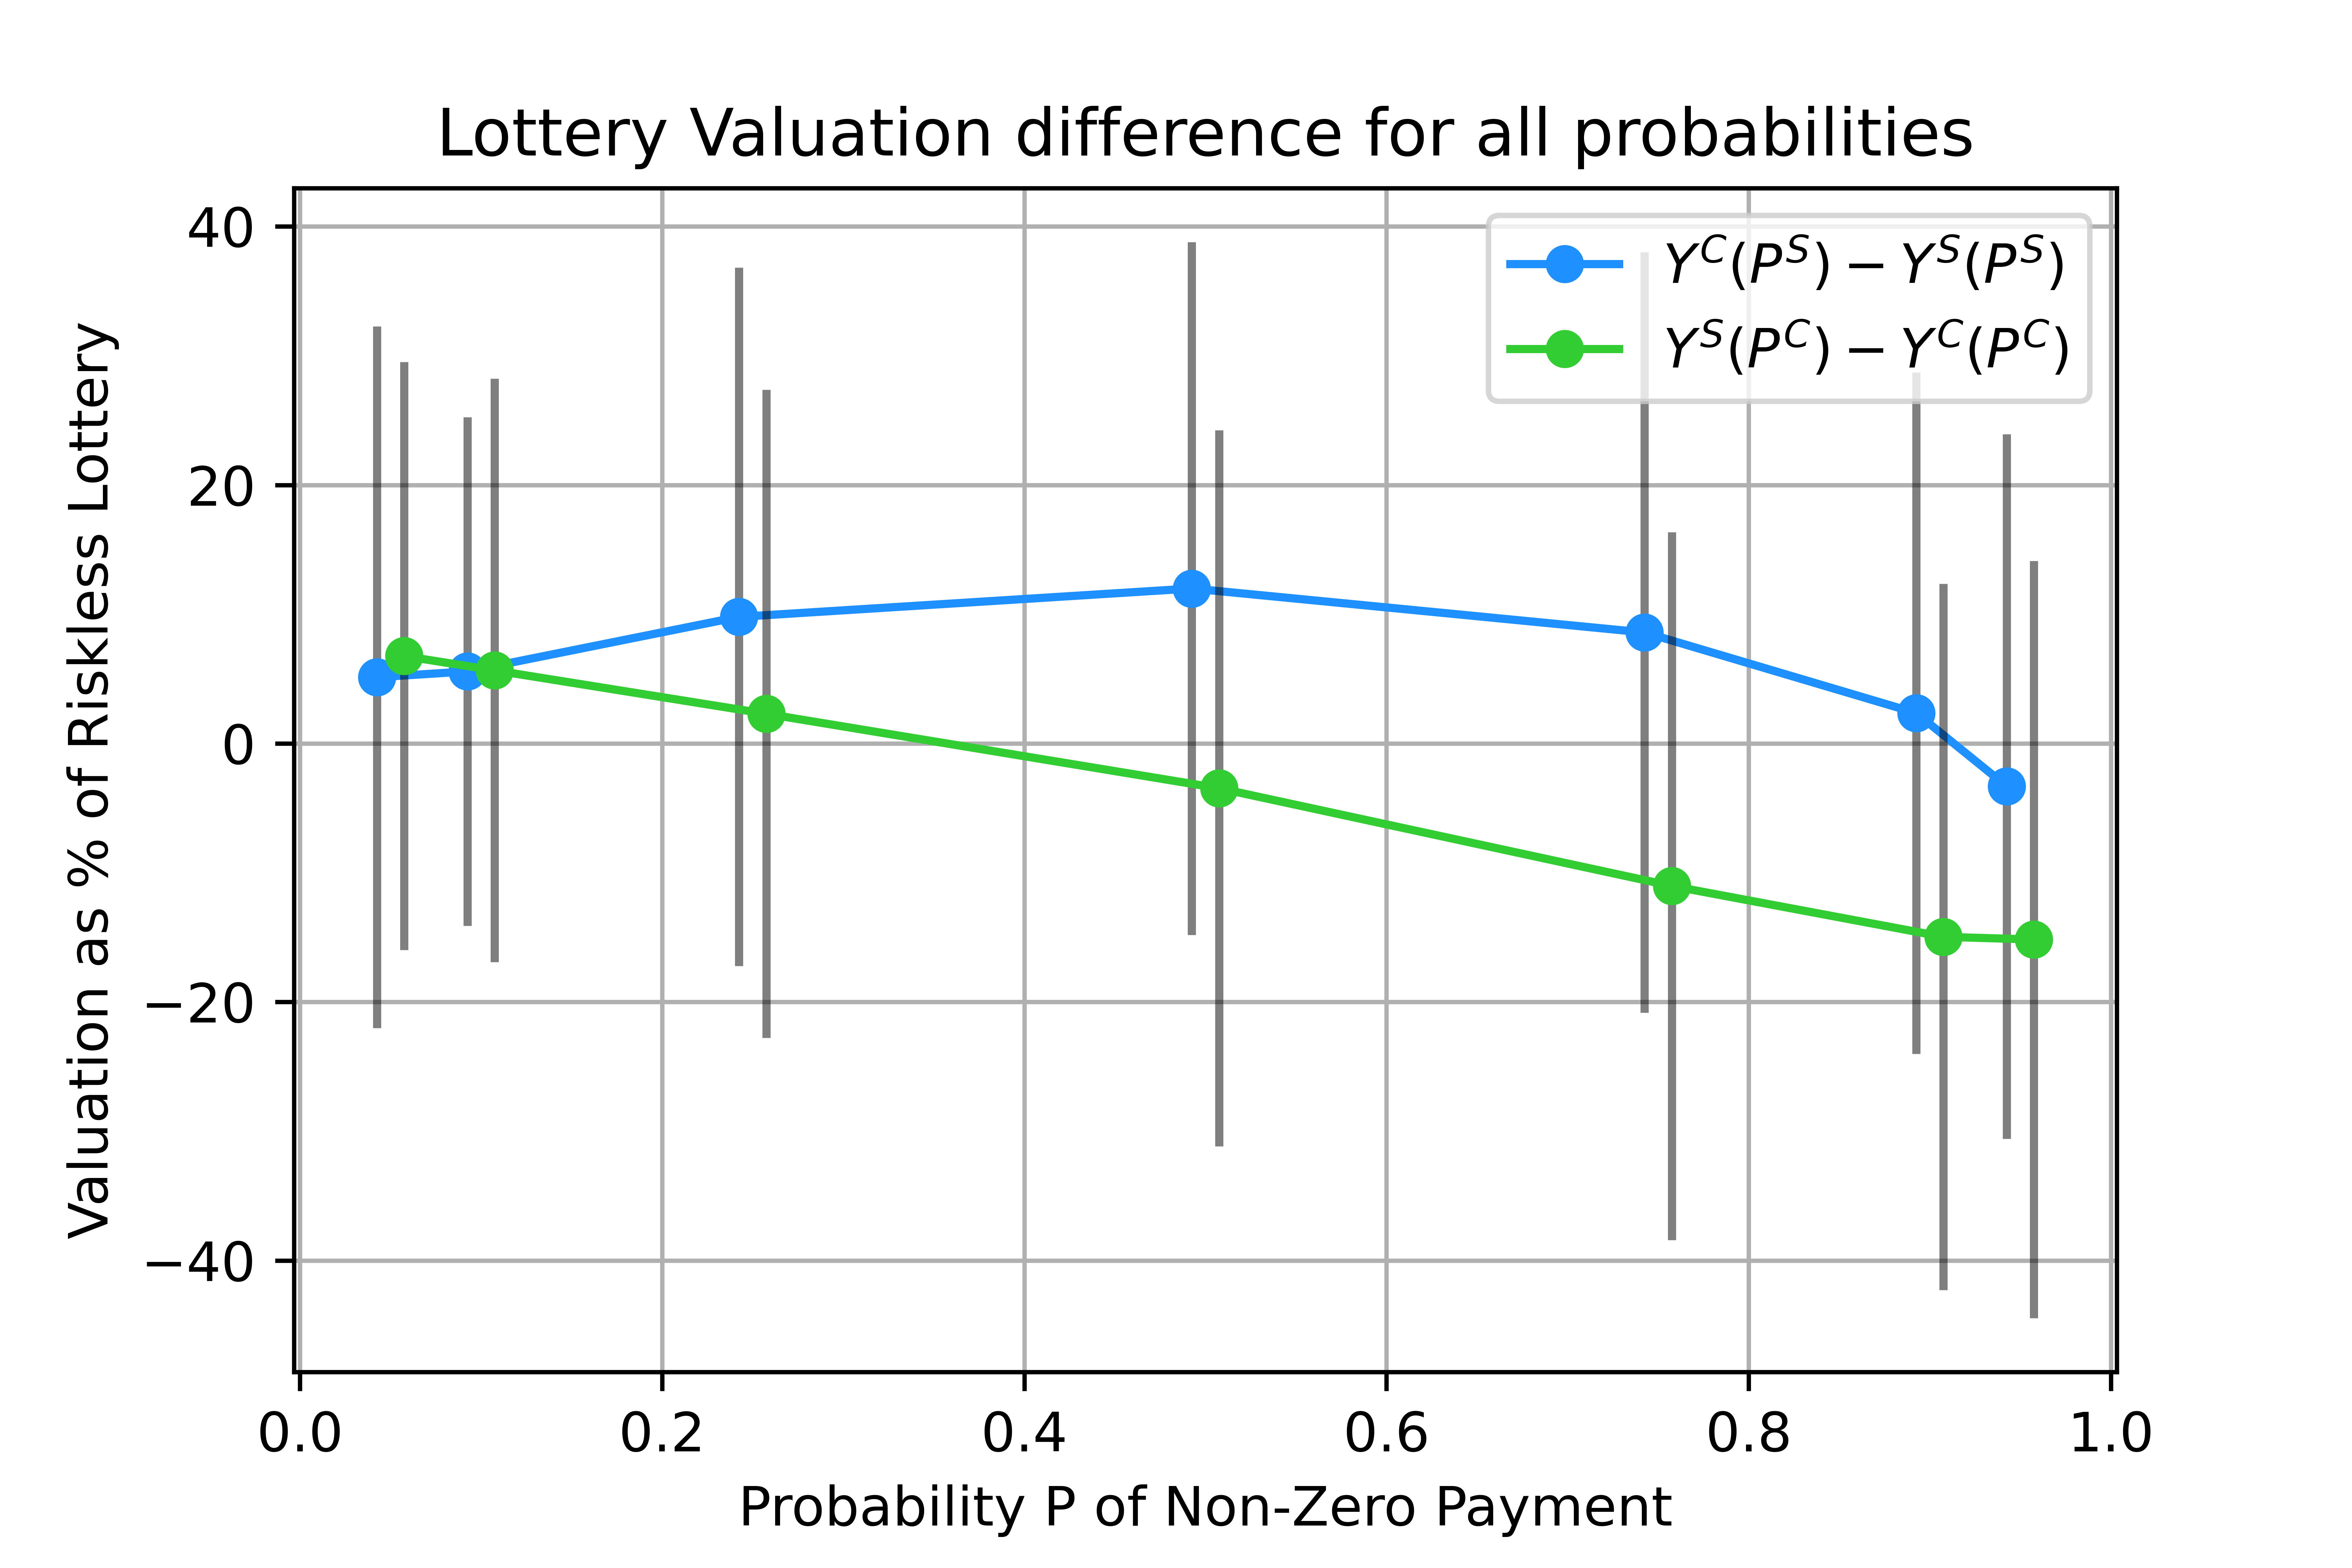 Lottery Valuation difference for all probabilities
Y^C(P^S) − Y^S(P^S)
Y^S(P^C) − Y^C(P^C)
Valuation as % of Riskless Lottery
40
20
0
−20
−40
0.0 0.2 0.4 0.6 0.8 1.0
Probability P of Non-Zero Payment